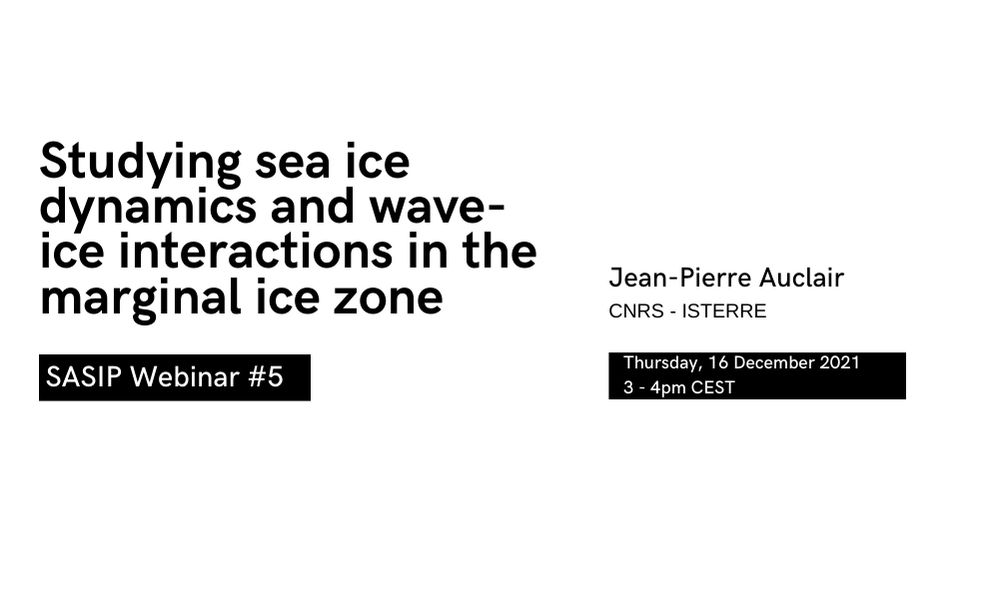 Studying sea ice
dynamics and wave-
ice interactions in the
marginal ice zone
SASIP Webinar #5
Jean-Pierre Auclair
CNRS - ISTERRE
Thursday, 16 December 2021
3 - 4pm CEST